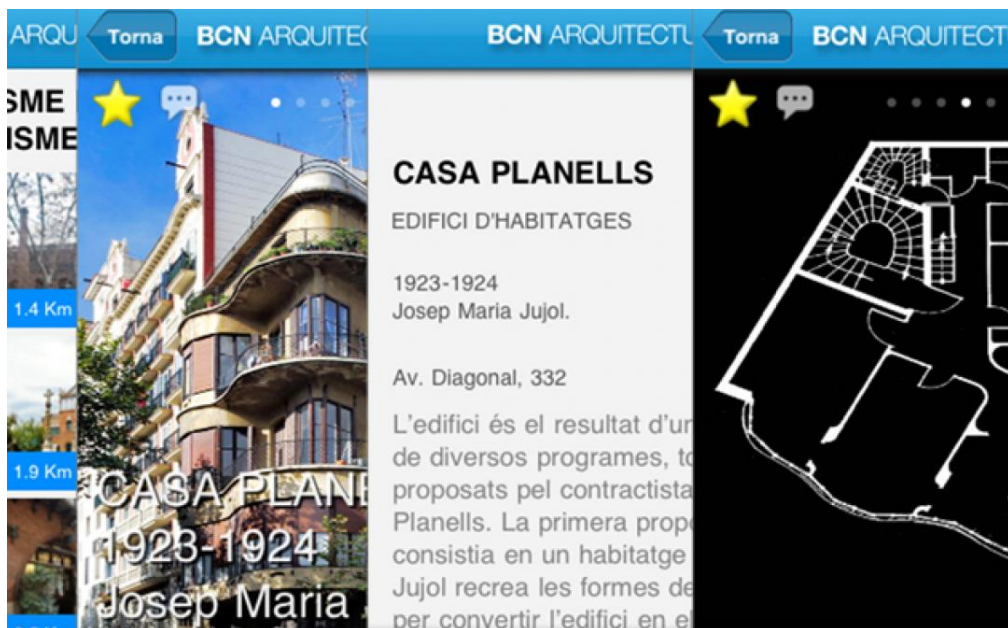 ARQU
SME
ISME
1.4 Km
1.9 Km
Torna
BCN ARQUITEC
CASA PLANE
1923-1924
Josep Maria
BCN ARQUITECTU
CASA PLANELLS
EDIFICI D'HABITATGES
1923-1924
Josep Maria Jujol.
Av. Diagonal, 332
L'edifici és el resultat d'un
de diversos programes, to
proposats pel contractista
Planells. La primera propo
consistia en un habitatge
Jujol recrea les formes de
per convertir l'edifici en el
Torna
BCN ARQUITECT